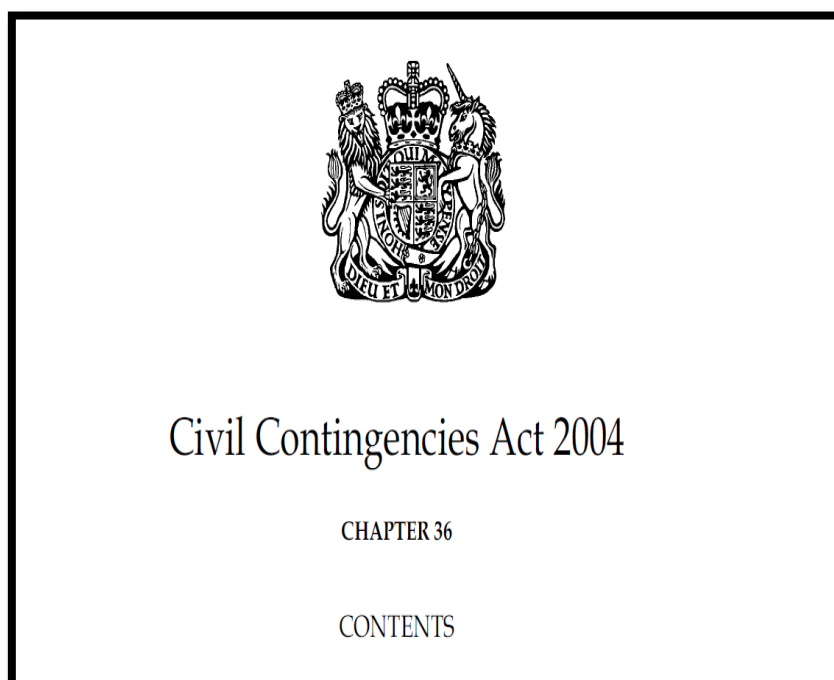 DIEU ET MON DROIT
Civil Contingencies Act 2004
CHAPTER 36
CONTENTS